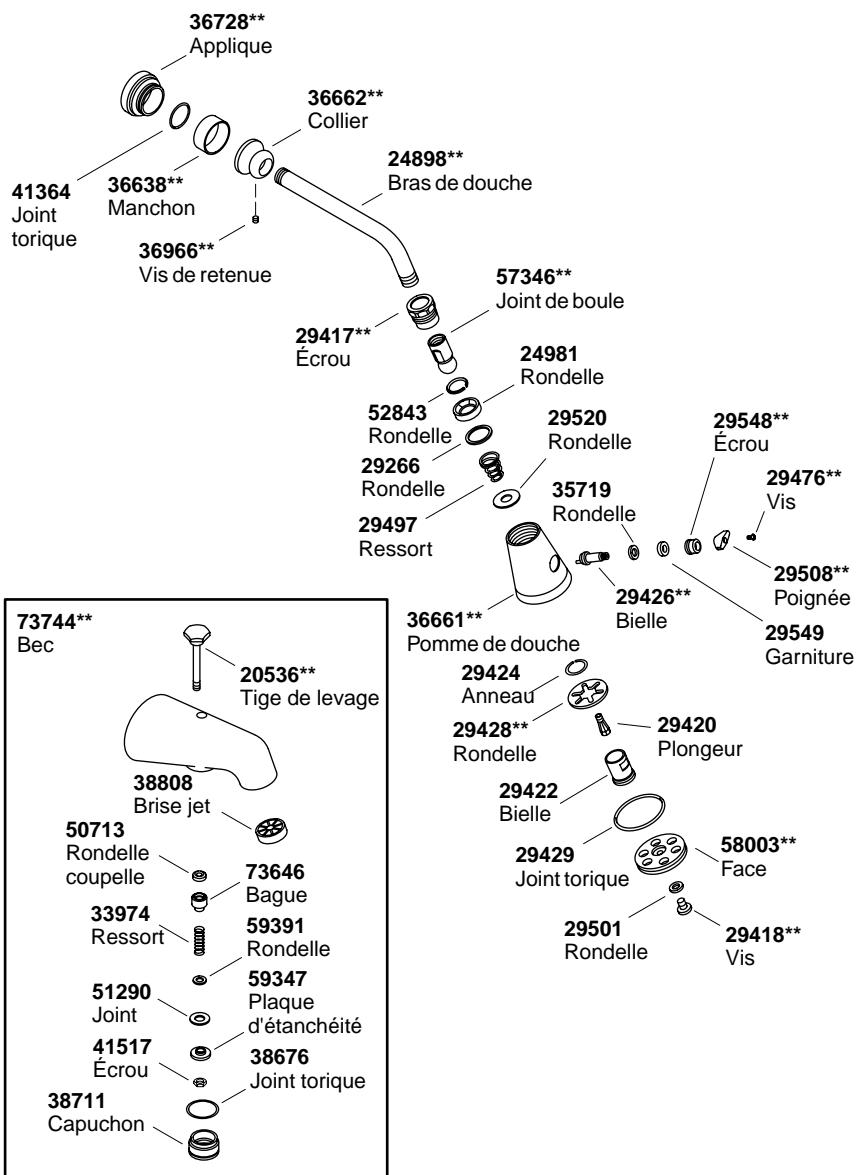 36728**
Applique
36662**
Collier
24898**
Bras de douche
41364
Joint
torique
36638**
Manchon
36966**
Vis de retenue
57346**
Joint de boule
29417**
Écrou
24981
Rondelle
52843
Rondelle
29520
Rondelle
29548**
Écrou
29266
Rondelle
29476**
Vis
35719
Rondelle
29497
Ressort
29508**
Poignée
29426**
Bielle
36661**
Pomme de douche
29549
Garniture
29424
Anneau
29428**
Rondelle
29420
Plongeur
29422
Bielle
29429
Joint torique
58003**
Face
29501
Rondelle
29418**
Vis
73744**
Bec
20536**
Tige de levage
38808
Brise jet
50713
Rondelle
coupelle
73646
Bague
33974
Ressort
59391
Rondelle
59347
Plaque
d'étanchéité
51290
Joint
41517
Écrou
38676
Joint torique
38711
Capuchon